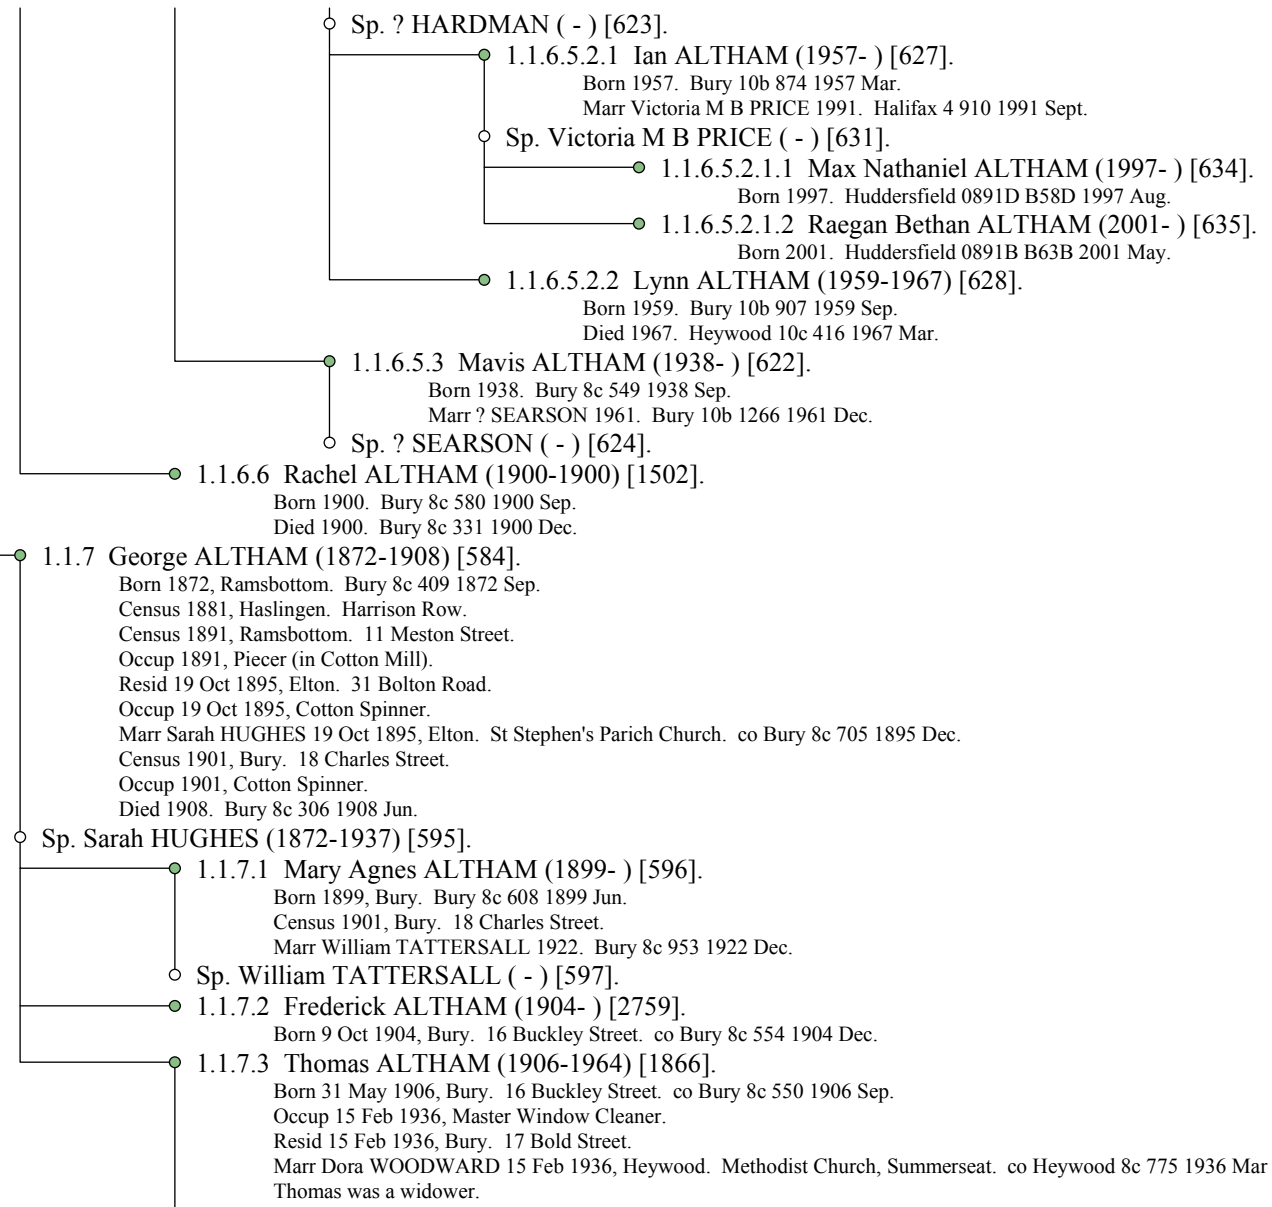 Sp. ? HARDMAN ( - ) [623].
1.1.6.5.2.1 Ian ALTHAM (1957- ) [627].
Born 1957. Bury 10b 874 1957 Mar.
Marr Victoria M B PRICE 1991. Halifax 4 910 1991 Sept.
Sp. Victoria M B PRICE ( - ) [631].
1.1.6.5.2.1.1 Max Nathaniel ALTHAM (1997- ) [634].
Born 1997. Huddersfield 0891D B58D 1997 Aug.
1.1.6.5.2.1.2 Raegan Bethan ALTHAM (2001- ) [635].
Born 2001. Huddersfield 0891B B63B 2001 May.
1.1.6.5.2.2 Lynn ALTHAM (1959-1967) [628].
Born 1959. Bury 10b 907 1959 Sep.
Died 1967. Heywood 10c 416 1967 Mar.
1.1.6.5.3 Mavis ALTHAM (1938- ) [622].
Born 1938. Bury 8c 549 1938 Sep.
Marr ? SEARSON 1961. Bury 10b 1266 1961 Dec.
Sp. ? SEARSON ( - ) [624].
1.1.6.6 Rachel ALTHAM (1900-1900) [1502].
Born 1900. Bury 8c 580 1900 Sep.
Died 1900. Bury 8c 331 1900 Dec.
1.1.7 George ALTHAM (1872-1908) [584].
Born 1872, Ramsbottom. Bury 8c 409 1872 Sep.
Census 1881, Haslingen. Harrison Row.
Census 1891, Ramsbottom. 11 Meston Street.
Occup 1891, Piecer (in Cotton Mill).
Resid 19 Oct 1895, Elton. 31 Bolton Road.
Occup 19 Oct 1895, Cotton Spinner.
Marr Sarah HUGHES 19 Oct 1895, Elton. St Stephen's Parich Church. co Bury 8c 705 1895 Dec.
Census 1901, Bury. 18 Charles Street.
Occup 1901, Cotton Spinner.
Died 1908. Bury 8c 306 1908 Jun.
Sp. Sarah HUGHES (1872-1937) [595].
1.1.7.1 Mary Agnes ALTHAM (1899- ) [596].
Born 1899, Bury. Bury 8c 608 1899 Jun.
Census 1901, Bury. 18 Charles Street.
Marr William TATTERSALL 1922. Bury 8c 953 1922 Dec.
Sp. William TATTERSALL ( - ) [597].
1.1.7.2 Frederick ALTHAM (1904- ) [2759].
Born 9 Oct 1904, Bury. 16 Buckley Street. co Bury 8c 554 1904 Dec.
1.1.7.3 Thomas ALTHAM (1906-1964) [1866].
Born 31 May 1906, Bury. 16 Buckley Street. co Bury 8c 550 1906 Sep.
Occup 15 Feb 1936, Master Window Cleaner.
Resid 15 Feb 1936, Bury. 17 Bold Street.
Marr Dora WOODWARD 15 Feb 1936, Heywood. Methodist Church, Summerseat. co Heywood 8c 775 1936 Mar
Thomas was a widower.